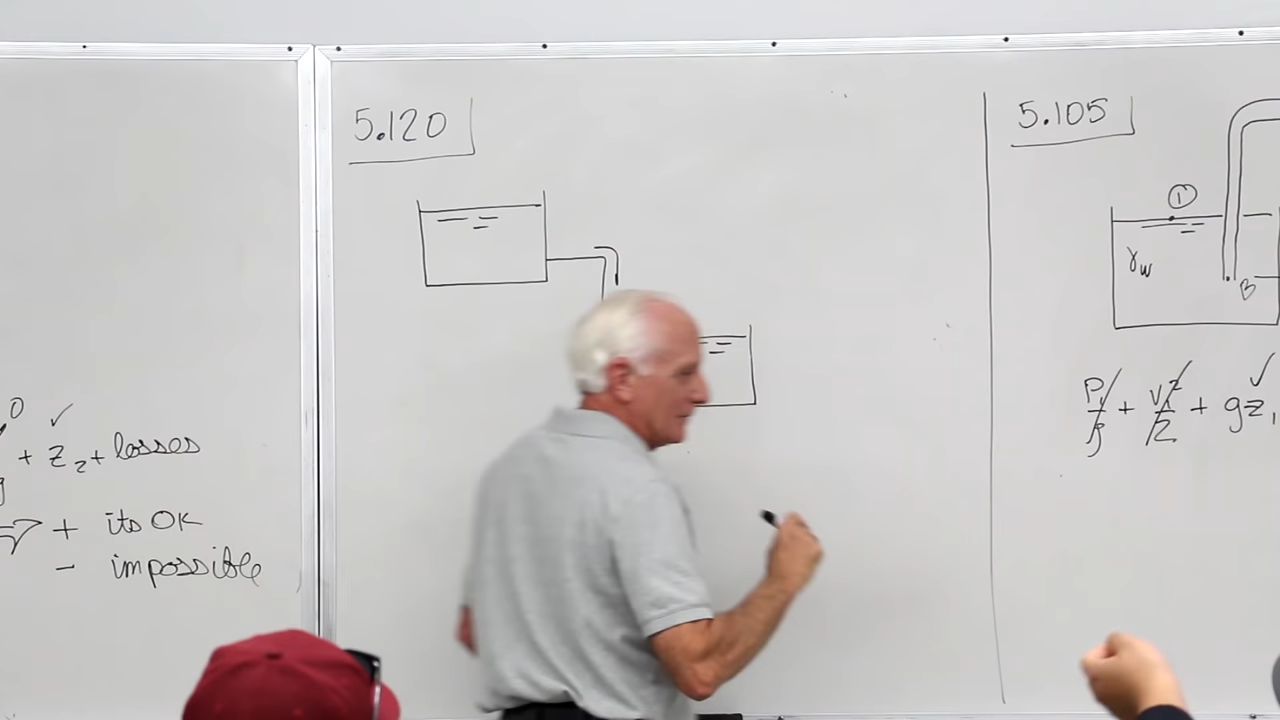 0 ✓
+ z₂ + losses
+ its OK
- impossible
5.120
5.105
1
γw
B
✓
P₁/ρ + V₁²/2 + gz₁